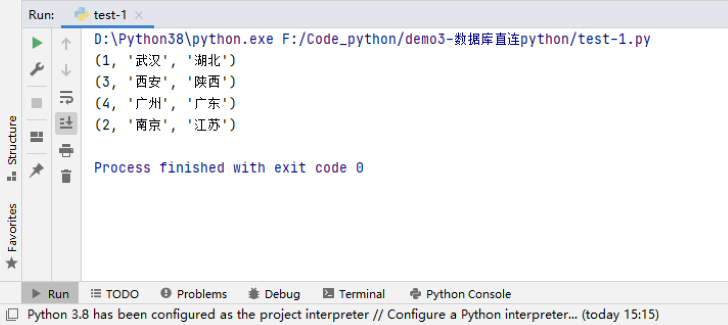 Run: test-1
D:\Python38\python.exe F:/Code_python/demo3-数据库直连python/test-1.py
(1, '武汉', '湖北')
(3, '西安', '陕西')
(4, '广州', '广东')
(2, '南京', '江苏')
Process finished with exit code 0
Structure
Favorites
Run TODO Problems Debug Terminal Python Console
Python 3.8 has been configured as the project interpreter // Configure a Python interpreter... (today 15:15)